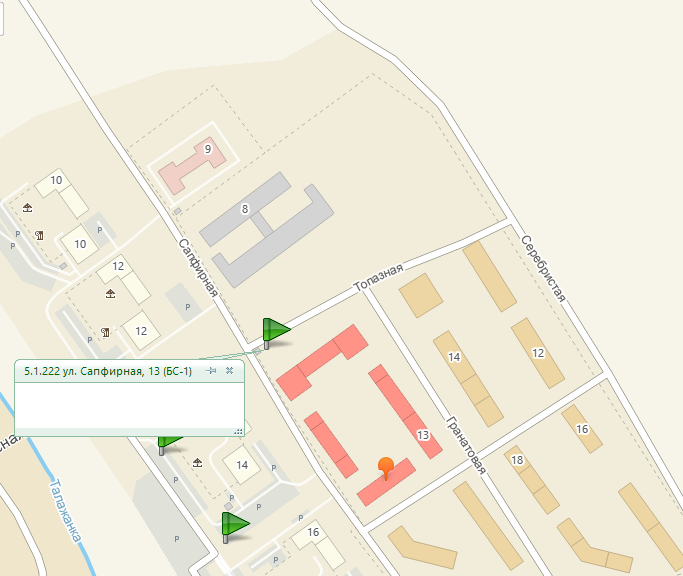 9
10
8
10
Сапфирная
12
Топазная
Серебристая
P
P
P
P
12
P
P
5.1.222 ул. Сапфирная, 13 (БС-1)
14
12
13
Гранатовая
16
18
14
P
P
Талажанка
P
P
16
P